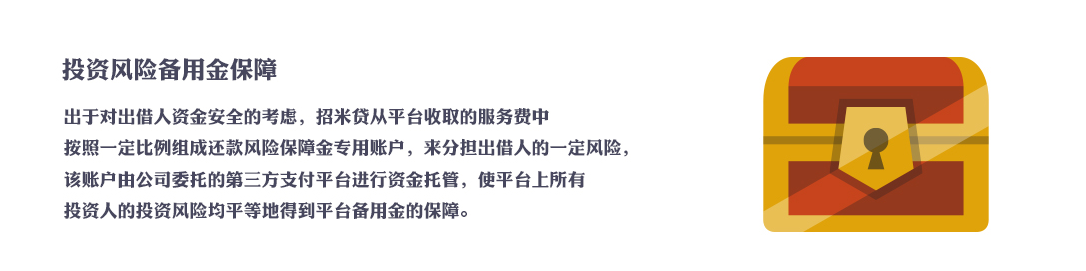 投资风险备用金保障
出于对出借人资金安全的考虑，招米贷从平台收取的服务费中
按照一定比例组成还款风险保障金专用账户，来分担出借人的一定风险，
该账户由公司委托的第三方支付平台进行资金托管，使平台上所有
投资人的投资风险均平等地得到平台备用金的保障。